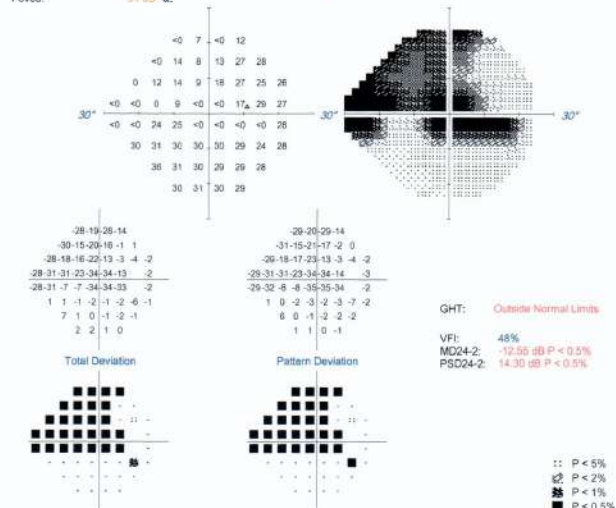 <0 7 <0 12
<0 14 8 13 27 28
0 12 14 9 18 27 25 26
<0 <0 0 9 <0 <0 17 29 27
30° 30° 30°
<0 <0 24 25 <0 <0 <0 <0 28
30 31 30 30 30 29 24 28
36 31 30 29 29 28
30 31 30 29
-28 -19 -28 -14
-30 -15 -20 -16 -1 1
-28 -18 -16 -22 -13 -3 -4 -2
-28 -31 -31 -23 -34 -34 -13 -2
-28 -31 -7 -7 -34 -34 -33 -2
1 1 -1 -2 -1 -2 -6 -1
7 1 0 -1 -2 -1
2 2 1 0
Total Deviation
-29 -20 -29 -14
-31 -15 -21 -17 -2 0
-29 -18 -17 -23 -13 -3 -4 -2
-29 -31 -31 -23 -34 -34 -14 -3
-29 -32 -8 -8 -35 -35 -34 -2
1 0 -2 -3 -2 -3 -7 -2
6 0 -1 -2 -2 -2
1 1 0 -1
Pattern Deviation
GHT: Outside Normal Limits
VFI: 48%
MD24-2: -12.55 dB P < 0.5%
PSD24-2: 14.30 dB P < 0.5%
P < 5%
P < 2%
P < 1%
P < 0.5%